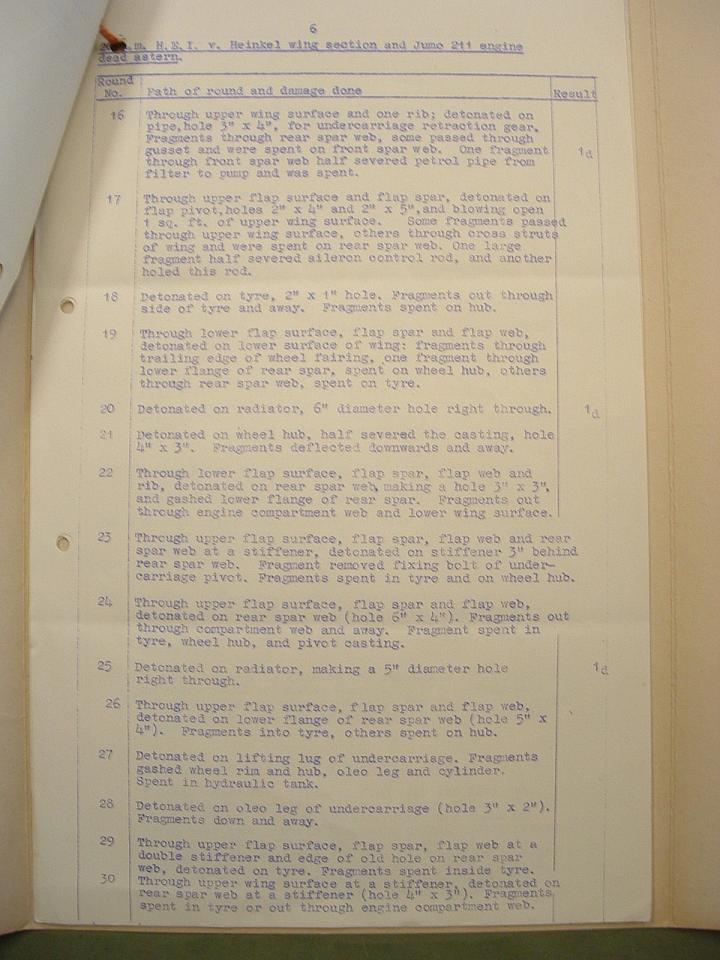 6
20 m.m. H.E.I. v. Heinkel wing section and Jumo 211 engine
dead astern.
Round
No. Path of round and damage done Result
16 Through upper wing surface and one rib; detonated on
pipe,hole 3" x 4", for undercarriage retraction gear.
Fragments through rear spar web, some passed through
gusset and were spent on front spar web. One fragment 1d
through front spar web half severed petrol pipe from
filter to pump and was spent.
17 Through upper flap surface and flap spar, detonated on
flap pivot,holes 2" x 4" and 2" x 5",and blowing open
1 sq. ft. of upper wing surface. Some fragments passed
through upper wing surface, others through cross struts
of wing and were spent on rear spar web. One large
fragment half severed aileron control rod, and another
holed this rod.
18 Detonated on tyre, 2" x 1" hole. Fragments out through
side of tyre and away. Fragments spent on hub.
19 Through lower flap surface, flap spar and flap web,
detonated on lower surface of wing: fragments through
trailing edge of wheel fairing, one fragment through
lower flange of rear spar, spent on wheel hub, others
through rear spar web, spent on tyre.
20 Detonated on radiator, 6" diameter hole right through. 1d
21 Detonated on wheel hub, half severed the casting, hole
4" x 3". Fragments deflected downwards and away.
22 Through lower flap surface, flap spar, flap web and
rib, detonated on rear spar web, making a hole 3" x 3",
and gashed lower flange of rear spar. Fragments out
through engine compartment web and lower wing surface.
23 Through upper flap surface, flap spar, flap web and rear
spar web at a stiffener, detonated on stiffener 3" behind
rear spar web. Fragment removed fixing bolt of under-
carriage pivot. Fragments spent in tyre and on wheel hub.
24 Through upper flap surface, flap spar and flap web,
detonated on rear spar web (hole 6" x 4"). Fragments out
through compartment web and away. Fragment spent in
tyre, wheel hub, and pivot casting.
25 Detonated on radiator, making a 5" diameter hole 1d
right through.
26 Through upper flap surface, flap spar and flap web,
detonated on lower flange of rear spar web (hole 5" x
4"). Fragments into tyre, others spent on hub.
27 Detonated on lifting lug of undercarriage. Fragments
gashed wheel rim and hub, oleo leg and cylinder.
Spent in hydraulic tank.
28 Detonated on oleo leg of undercarriage (hole 3" x 2").
Fragments down and away.
29 Through upper flap surface, flap spar, flap web at a
double stiffener and edge of old hole on rear spar
web, detonated on tyre. Fragments spent inside tyre.
30 Through upper wing surface at a stiffener, detonated on
rear spar web at a stiffener (hole 4" x 3"). Fragments
spent in tyre or out through engine compartment web.